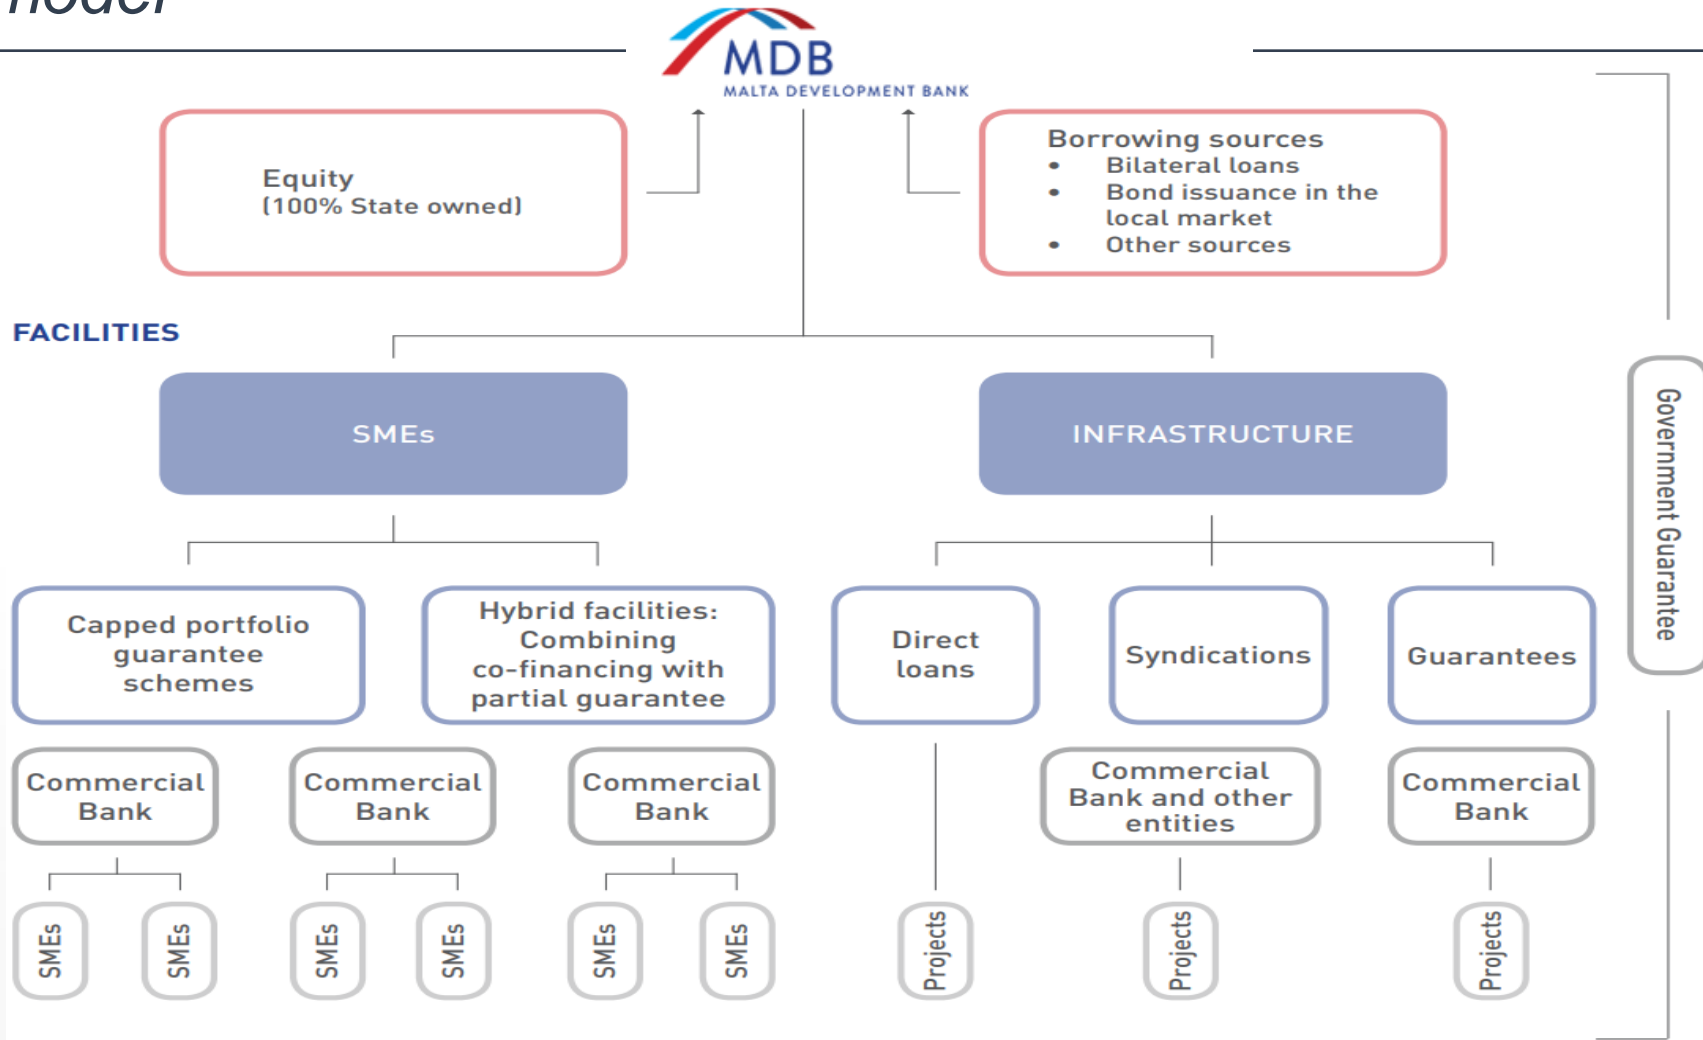 MDB
MALTA DEVELOPMENT BANK
Equity
(100% State owned)
Borrowing sources
• Bilateral loans
• Bond issuance in the
local market
• Other sources
FACILITIES
SMEs
INFRASTRUCTURE
Government Guarantee
Capped portfolio
guarantee
schemes
Hybrid facilities:
Combining
co-financing with
partial guarantee
Direct
loans
Syndications
Guarantees
Commercial
Bank
Commercial
Bank
Commercial
Bank
Commercial
Bank and other
entities
Commercial
Bank
SMEs
SMEs
SMEs
SMEs
SMEs
SMEs
Projects
Projects
Projects